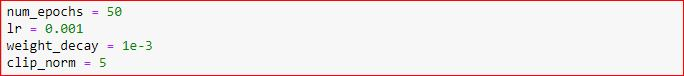 num_epochs = 50
lr = 0.001
weight_decay = 1e-3
clip_norm = 5